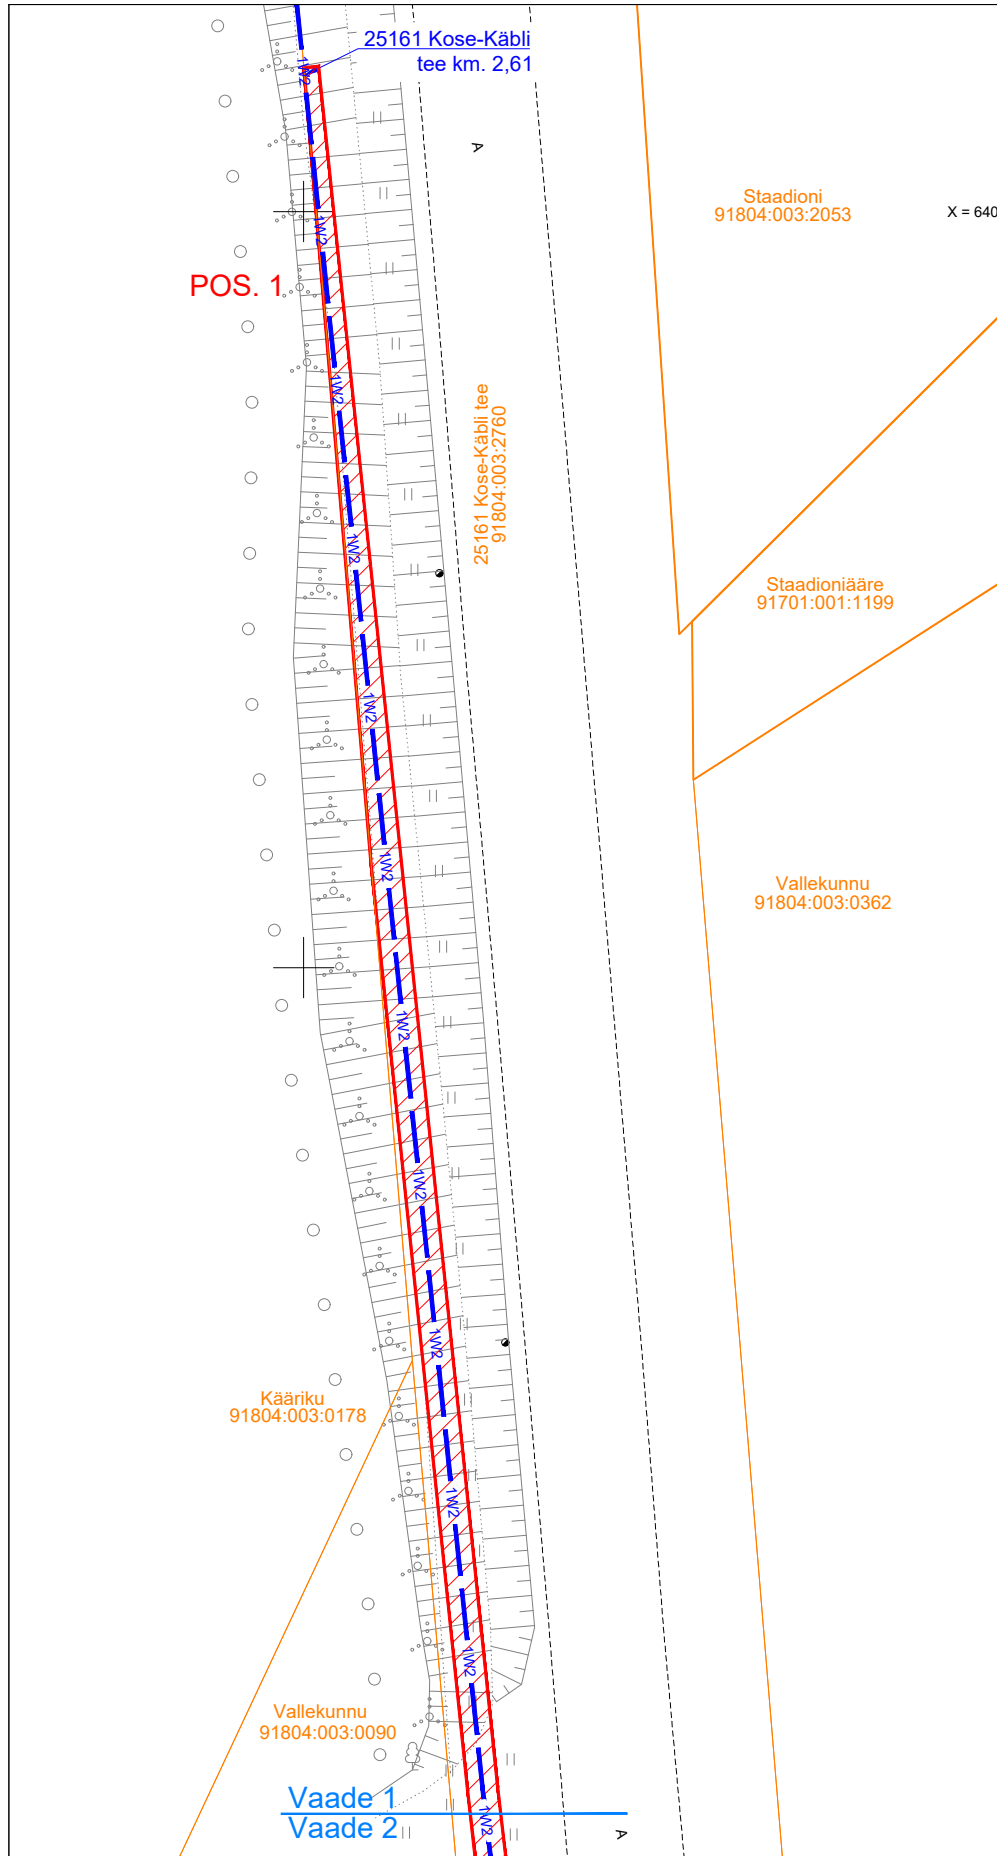 25161 Kose-Käbli
tee km. 2,61
1W2
A
Staadioni
91804:003:2053
X = 640
1W2
POS. 1
1W2
25161 Kose-Käbli tee
91804:003:2760
1W2
Staadioniääre
91701:001:1199
1W2
1W2
Vallekunnu
91804:003:0362
1W2
1W2
1W2
Kääriku
91804:003:0178
1W2
1W2
Vallekunnu
91804:003:0090
Vaade 1
Vaade 2
1W2
A